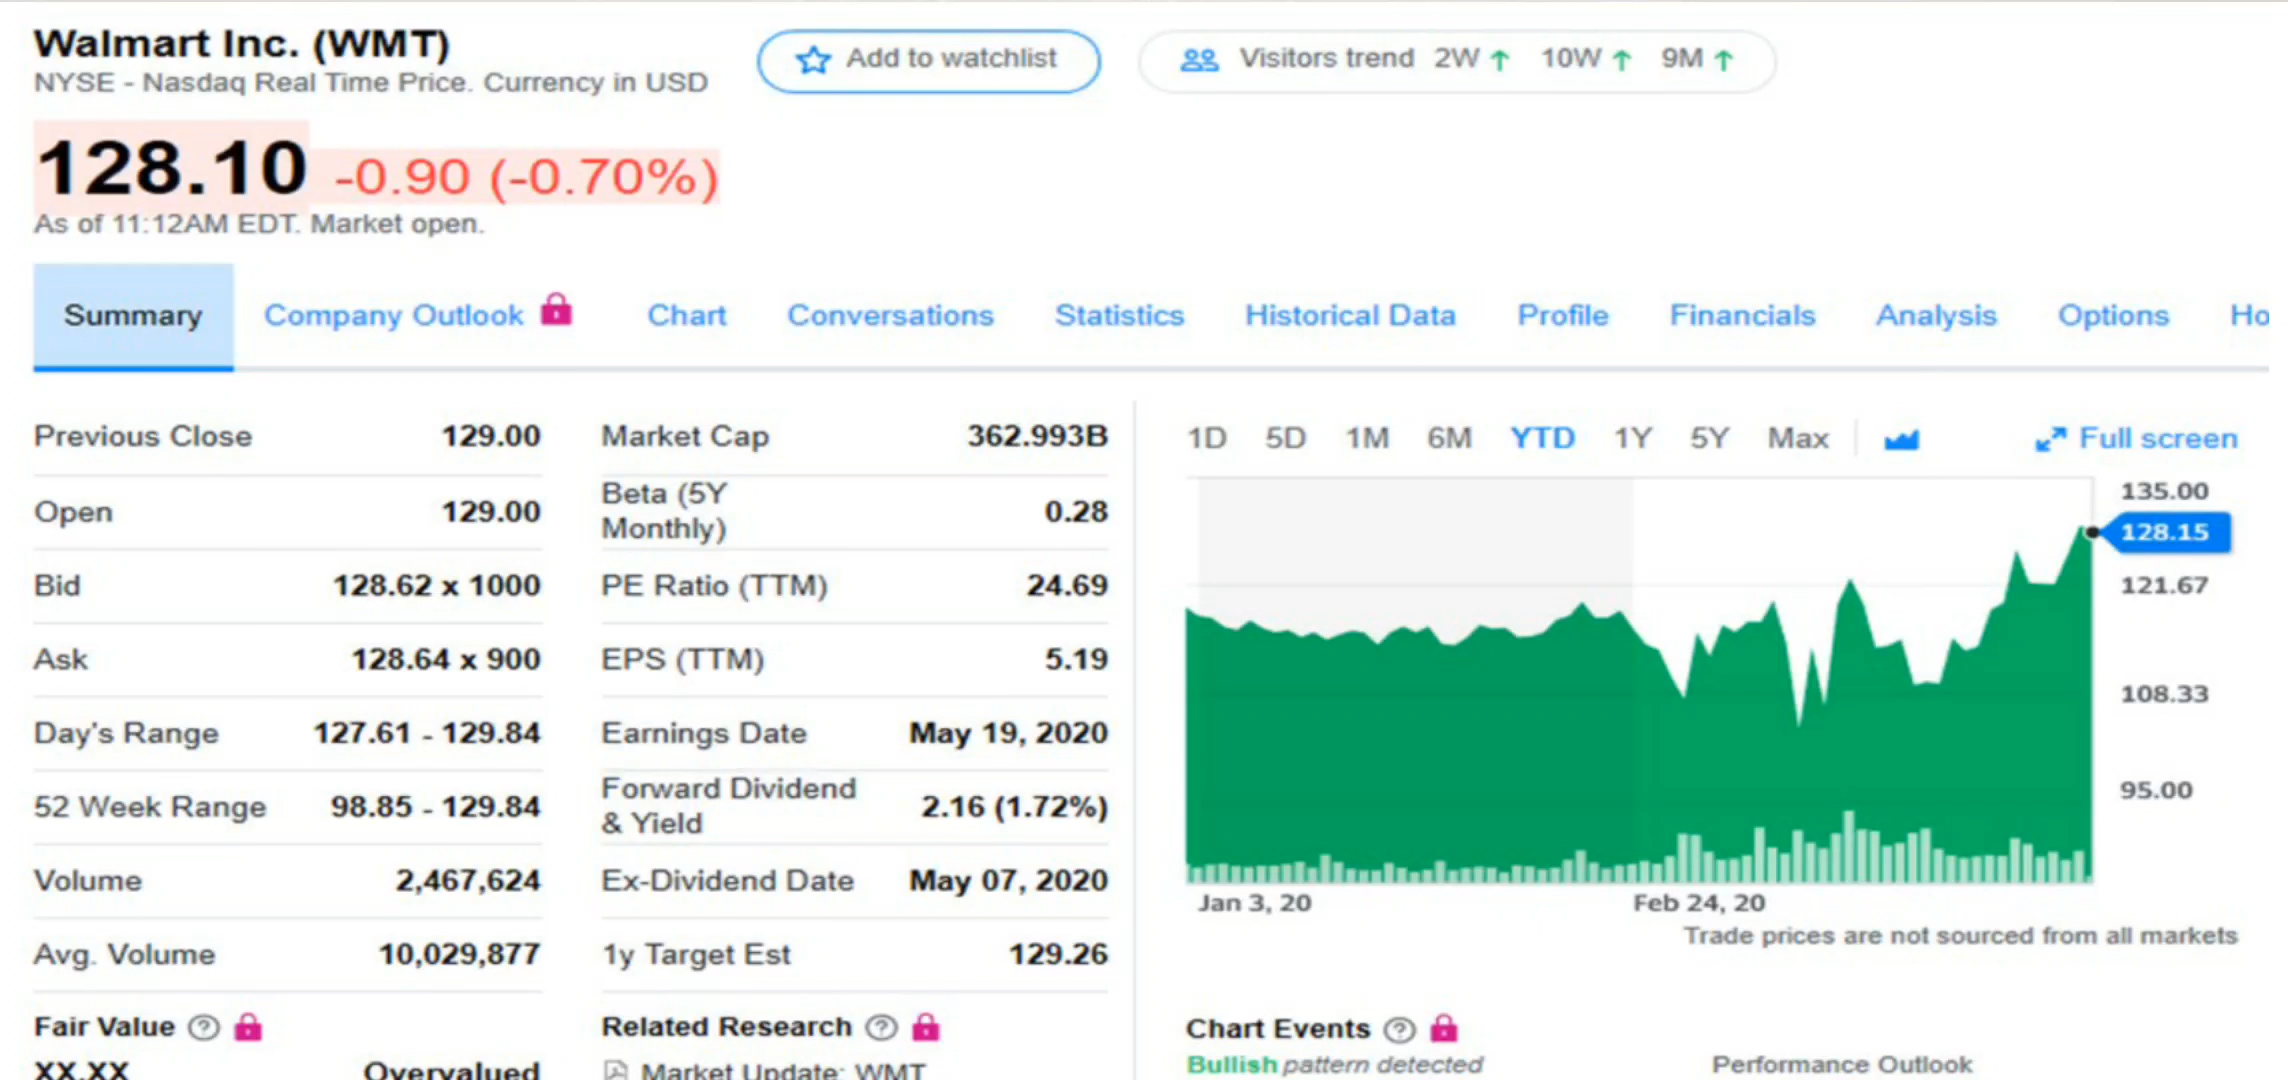 Walmart Inc. (WMT)
NYSE - Nasdaq Real Time Price. Currency in USD
Add to watchlist
Visitors trend 2W ↑ 10W ↑ 9M ↑
128.10 -0.90 (-0.70%)
As of 11:12AM EDT. Market open.
Summary Company Outlook Chart Conversations Statistics Historical Data Profile Financials Analysis Options Ho
Previous Close 129.00
Open 129.00
Bid 128.62 x 1000
Ask 128.64 x 900
Day's Range 127.61 - 129.84
52 Week Range 98.85 - 129.84
Volume 2,467,624
Avg. Volume 10,029,877
Fair Value
XX.XX Overvalued
Market Cap 362.993B
Beta (5Y
Monthly) 0.28
PE Ratio (TTM) 24.69
EPS (TTM) 5.19
Earnings Date May 19, 2020
Forward Dividend
& Yield 2.16 (1.72%)
Ex-Dividend Date May 07, 2020
1y Target Est 129.26
Related Research
Market Update: WMT
1D 5D 1M 6M YTD 1Y 5Y Max Full screen
135.00
128.15
121.67
108.33
95.00
Jan 3, 20 Feb 24, 20
Trade prices are not sourced from all markets
Chart Events
Bullish pattern detected
Performance Outlook